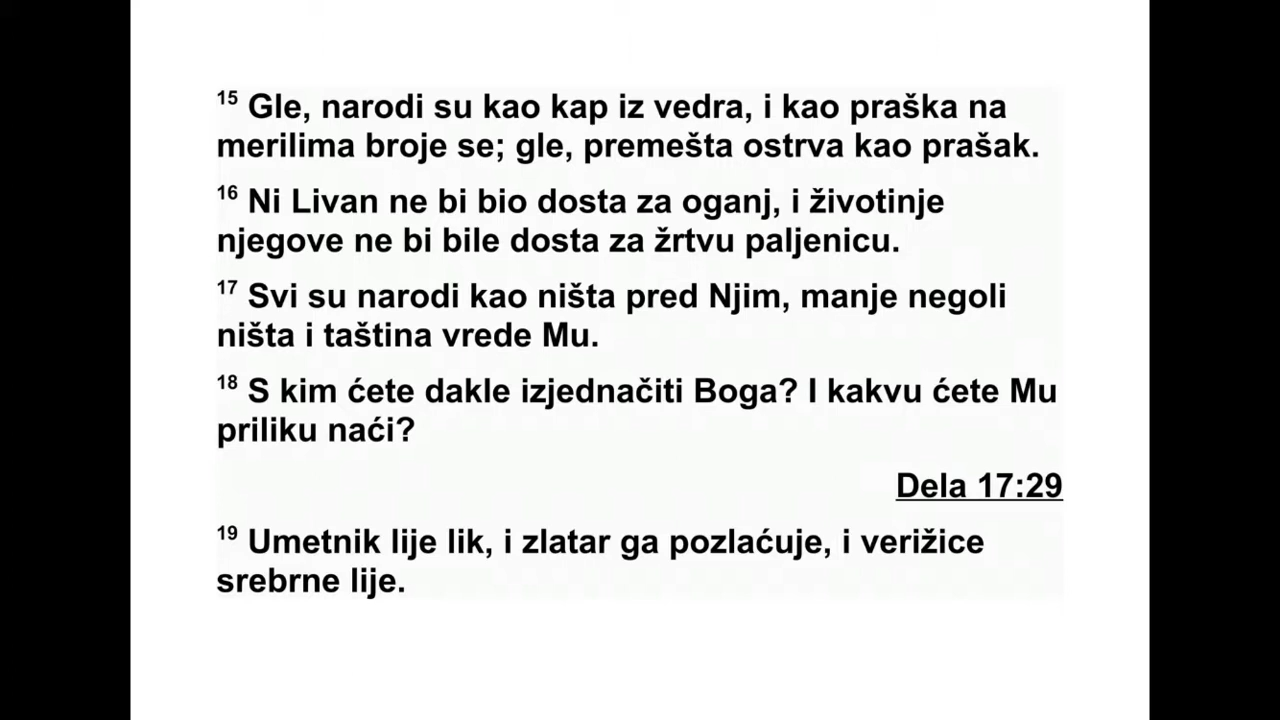 15 Gle, narodi su kao kap iz vedra, i kao praška na
merilima broje se; gle, premešta ostrva kao prašak.
16 Ni Livan ne bi bio dosta za oganj, i životinje
njegove ne bi bile dosta za žrtvu paljenicu.
17 Svi su narodi kao ništa pred Njim, manje negoli
ništa i taština vrede Mu.
18 S kim ćete dakle izjednačiti Boga? I kakvu ćete Mu
priliku naći?
Dela 17:29
19 Umetnik lije lik, i zlatar ga pozlaćuje, i verižice
srebrne lije.